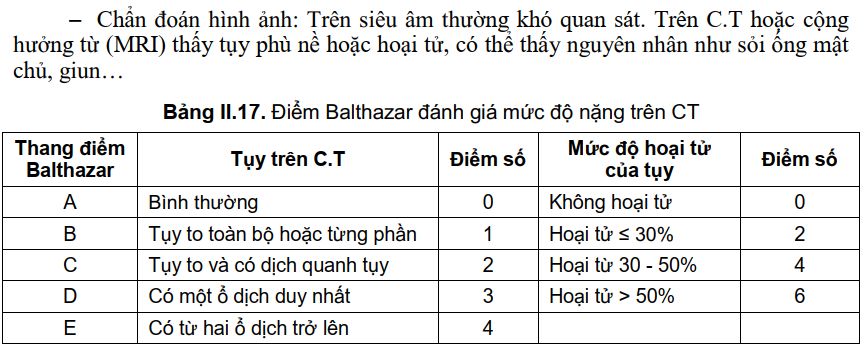 – Chẩn đoán hình ảnh: Trên siêu âm thường khó quan sát. Trên C.T hoặc cộng
hưởng từ (MRI) thấy tụy phù nề hoặc hoại tử, có thể thấy nguyên nhân như sỏi ống mật
chủ, giun…
Bảng II.17. Điểm Balthazar đánh giá mức độ nặng trên CT
Thang điểm Balthazar | Tụy trên C.T | Điểm số | Mức độ hoại tử của tụy | Điểm số
A | Bình thường | 0 | Không hoại tử | 0
B | Tụy to toàn bộ hoặc từng phần | 1 | Hoại tử ≤ 30% | 2
C | Tụy to và có dịch quanh tụy | 2 | Hoại từ 30 - 50% | 4
D | Có một ổ dịch duy nhất | 3 | Hoại tử > 50% | 6
E | Có từ hai ổ dịch trở lên | 4